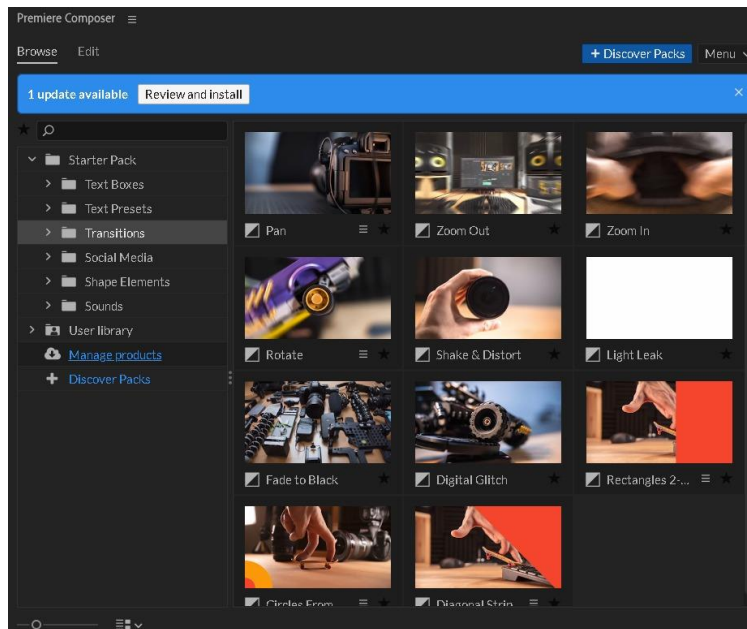 Premiere Composer
Browse Edit
+ Discover Packs Menu
1 update available Review and install
Starter Pack
Text Boxes
Text Presets
Transitions
Social Media
Shape Elements
Sounds
User library
Manage products
+ Discover Packs
Pan Zoom Out Zoom In
Rotate Shake & Distort Light Leak
Fade to Black Digital Glitch Rectangles 2-...
Circles From Diagonal Strip